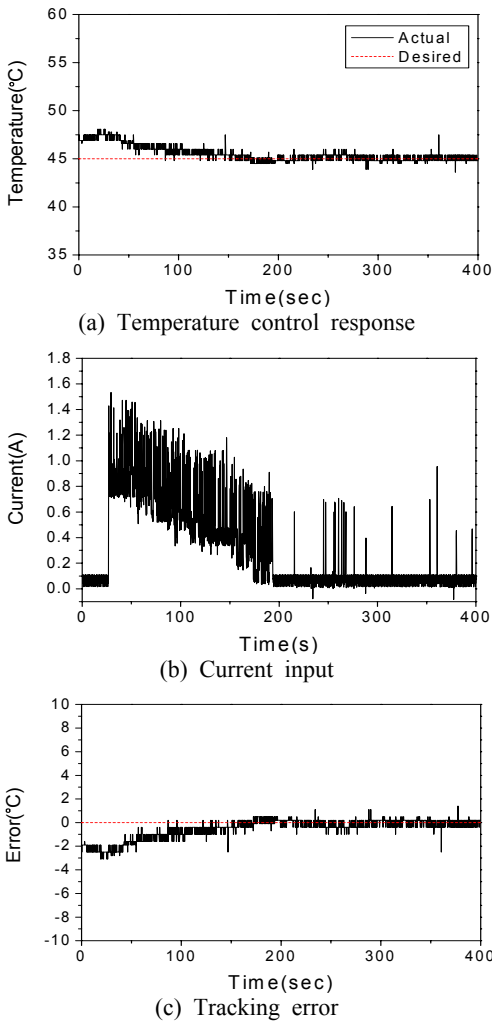 60
55
50
45
40
35
Temperature(°C)
Actual
Desired
0 100 200 300 400
Time(sec)
(a) Temperature control response
1.8
1.6
1.4
1.2
1.0
0.8
0.6
0.4
0.2
0.0
Current(A)
0 100 200 300 400
Time(s)
(b) Current input
10
8
6
4
2
0
-2
-4
-6
-8
-10
Error(°C)
0 100 200 300 400
Time(sec)
(c) Tracking error